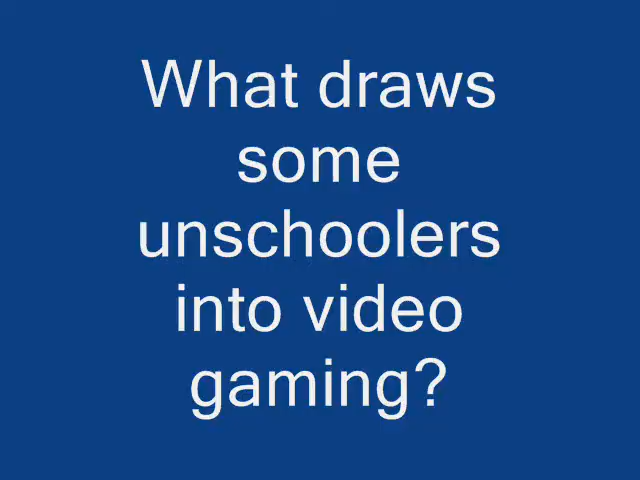 What draws
some
unschoolers
into video
gaming?